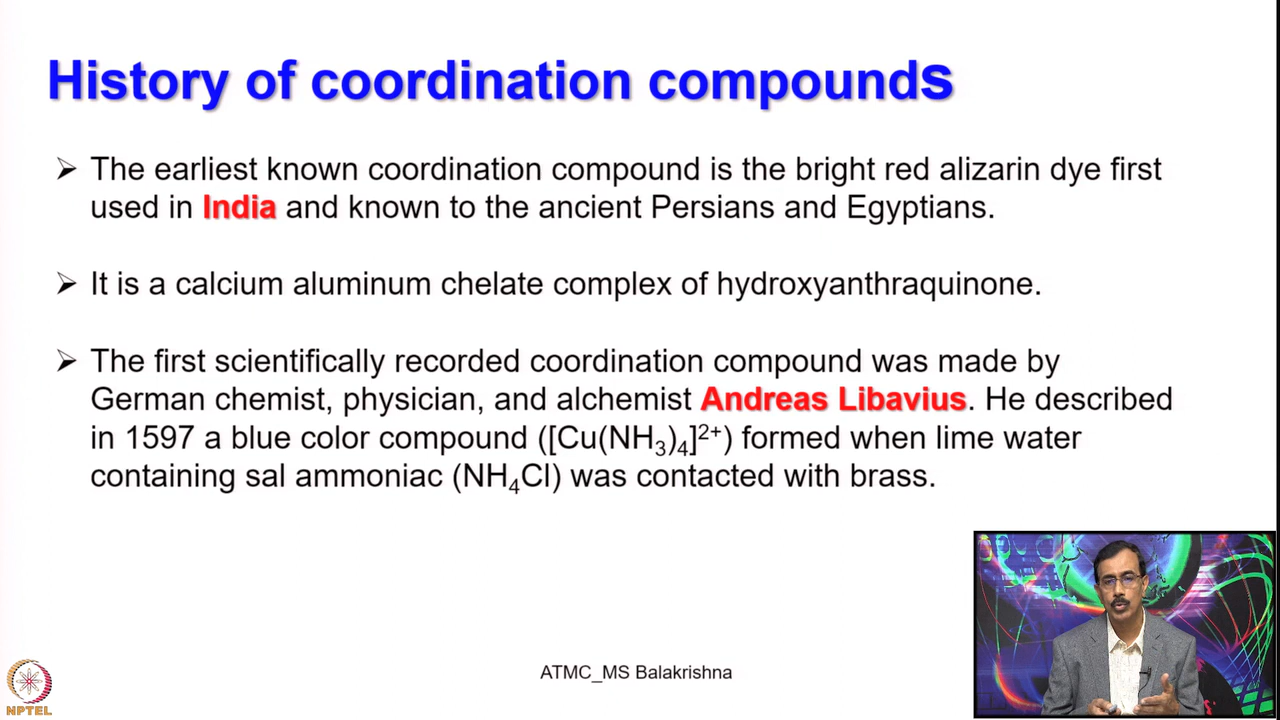 History of coordination compounds
➢ The earliest known coordination compound is the bright red alizarin dye first
used in India and known to the ancient Persians and Egyptians.
➢ It is a calcium aluminum chelate complex of hydroxyanthraquinone.
➢ The first scientifically recorded coordination compound was made by
German chemist, physician, and alchemist Andreas Libavius. He described
in 1597 a blue color compound ([Cu(NH₃)₄]²⁺) formed when lime water
containing sal ammoniac (NH₄Cl) was contacted with brass.
ATMC_MS Balakrishna
NPTEL